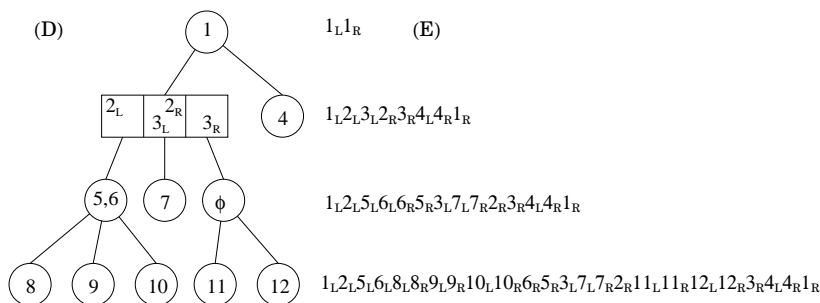 (D) 1 1L1R (E)
2L 2R 3L 3R 4 1L2L3L2R3R4L4R1R
5,6 7 ϕ 1L2L5L6L6R5R3L7L7R2R3R4L4R1R
8 9 10 11 12 1L2L5L6L8L8R9L9R10L10R6R5R3L7L7R2R11L11R12L12R3R4L4R1R